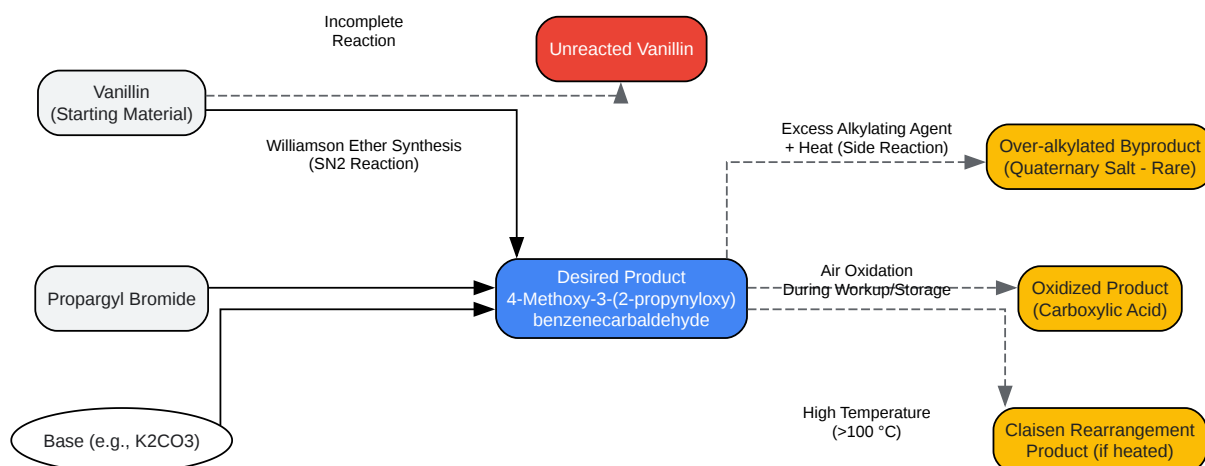 Incomplete
Reaction
Unreacted Vanillin
Vanillin
(Starting Material)
Williamson Ether Synthesis
(SN2 Reaction)
Excess Alkylating Agent
+ Heat (Side Reaction)
Over-alkylated Byproduct
(Quaternary Salt - Rare)
Propargyl Bromide
Desired Product
4-Methoxy-3-(2-propynyloxy)
benzenecarbaldehyde
Air Oxidation
During Workup/Storage
Oxidized Product
(Carboxylic Acid)
Base (e.g., K2CO3)
High Temperature
(>100 °C)
Claisen Rearrangement
Product (if heated)